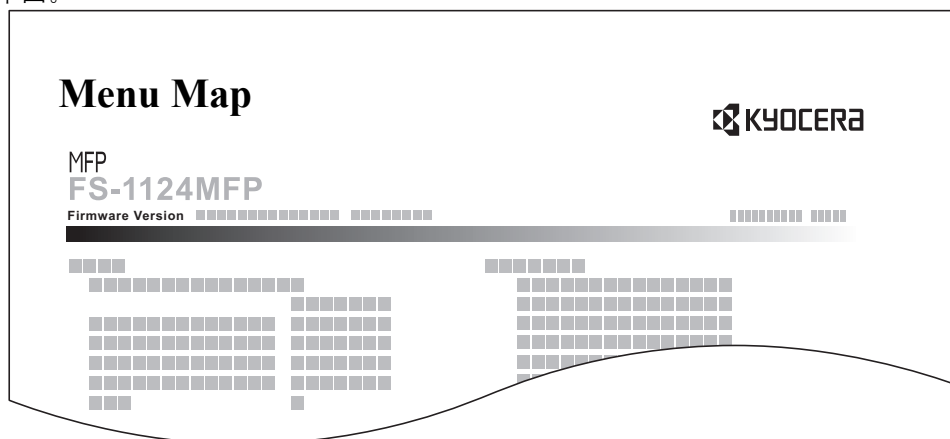 Menu Map
KYOCERA
MFP
FS-1124MFP
Firmware Version